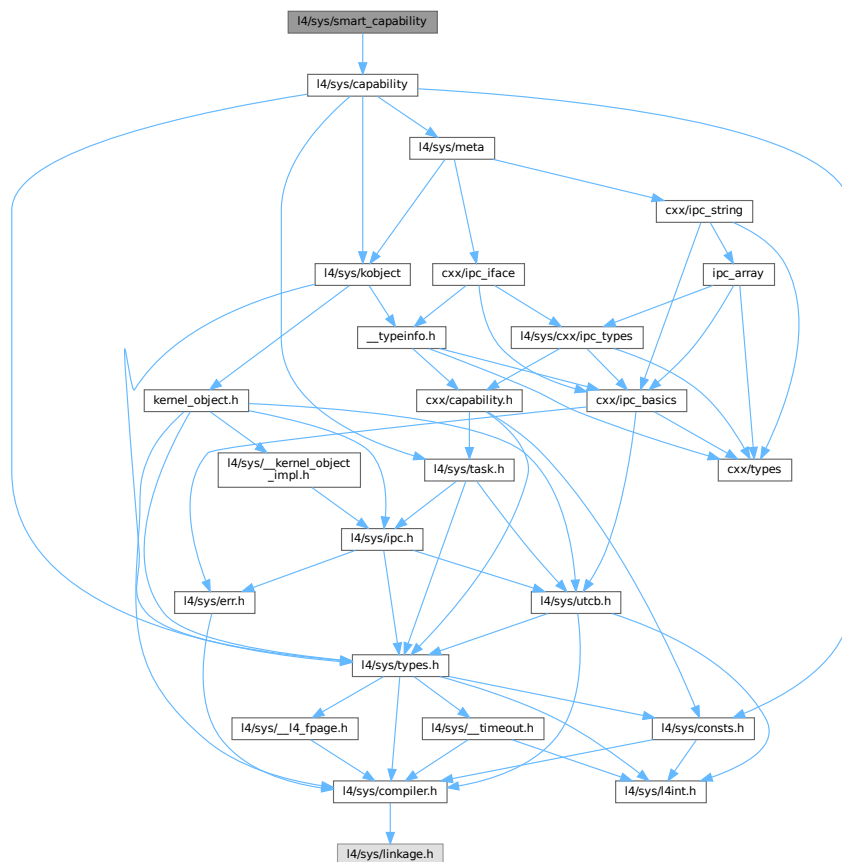 l4/sys/smart_capability
l4/sys/capability
l4/sys/meta
cxx/ipc_string
l4/sys/kobject
cxx/ipc_iface
ipc_array
__typeinfo.h
l4/sys/cxx/ipc_types
kernel_object.h
cxx/capability.h
cxx/ipc_basics
l4/sys/__kernel_object
_impl.h
l4/sys/task.h
cxx/types
l4/sys/ipc.h
l4/sys/err.h
l4/sys/utcb.h
l4/sys/types.h
l4/sys/__l4_fpage.h
l4/sys/__timeout.h
l4/sys/consts.h
l4/sys/compiler.h
l4/sys/l4int.h
l4/sys/linkage.h